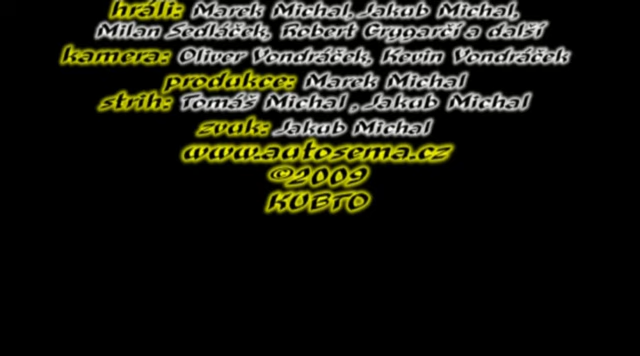 hráli: Marek Michal, Jakub Michal,
Milan Sedláček, Robert Grygarčí a další
kamera: Oliver Vondráček, Kevin Vondráček
produkce: Marek Michal
střih: Tomáš Michal , Jakub Michal
zvuk: Jakub Michal
www.autosema.cz
©2009
KUBTO